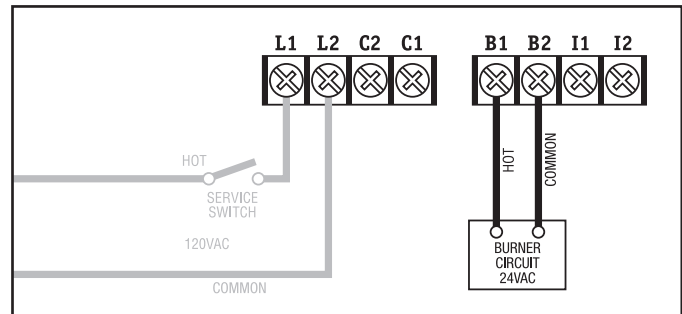 L1 L2 C2 C1 B1 B2 I1 I2
HOT
SERVICE
SWITCH
120VAC
COMMON
HOT
COMMON
BURNER
CIRCUIT
24VAC